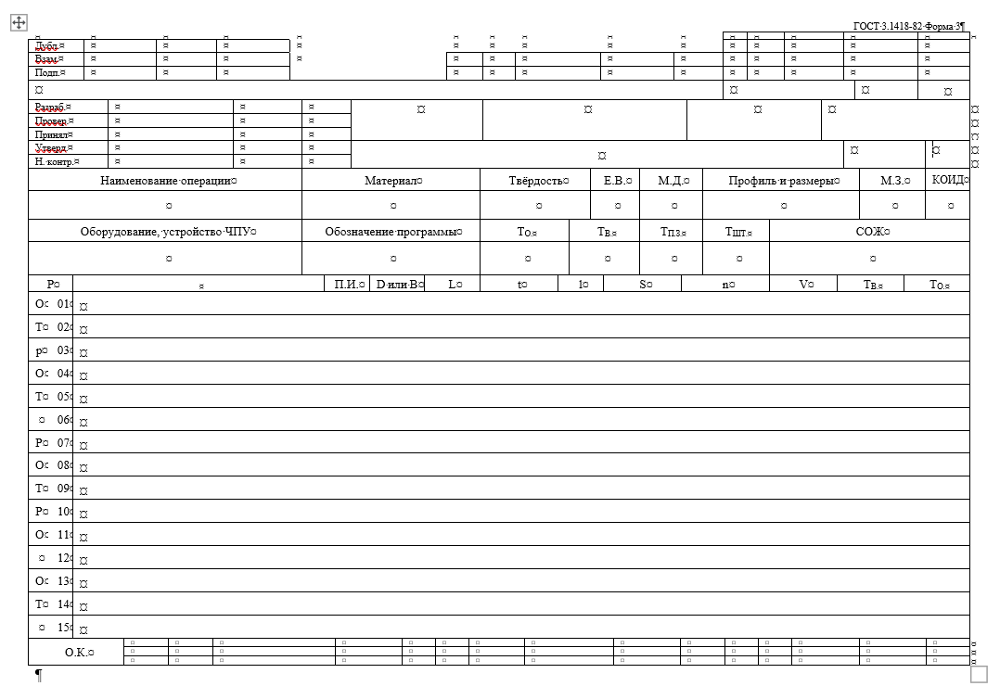 ГОСТ 3.1418-82 Форма 3
Дубл.
Взам.
Подп.
Разраб.
Провер.
Принял
Утверд.
Н. контр.
Наименование операции Материал Твёрдость Е.В. М.Д. Профиль и размеры М.З. КОИД
Оборудование, устройство ЧПУ Обозначение программы То. Тв. Тп.з. Тшт. СОЖ
Р П.И. D или В L t l S n V Тв. То.
О 01
Т 02
р 03
О 04
Т 05
06
Р 07
О 08
Т 09
Р 10
О 11
12
О 13
Т 14
15
О.К.